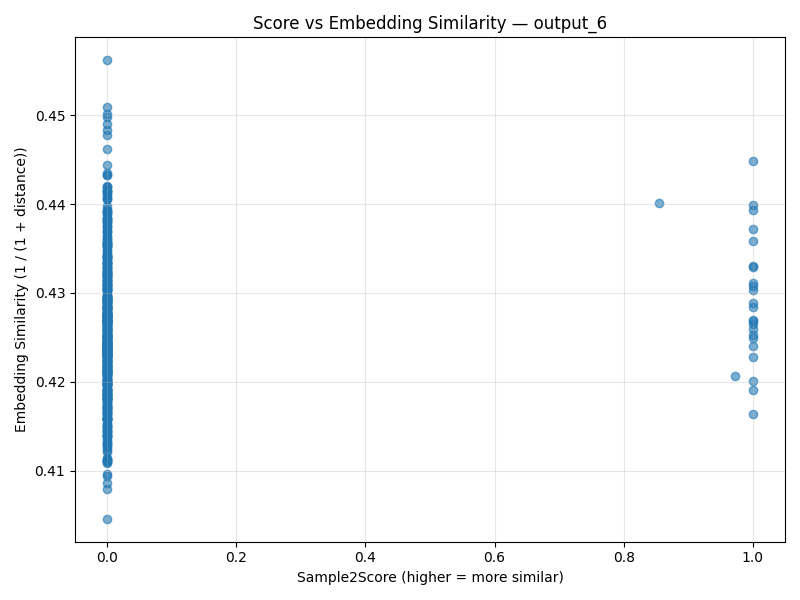 Score vs Embedding Similarity — output_6
Embedding Similarity (1 / (1 + distance))
0.45
0.44
0.43
0.42
0.41
0.0 0.2 0.4 0.6 0.8 1.0
Sample2Score (higher = more similar)